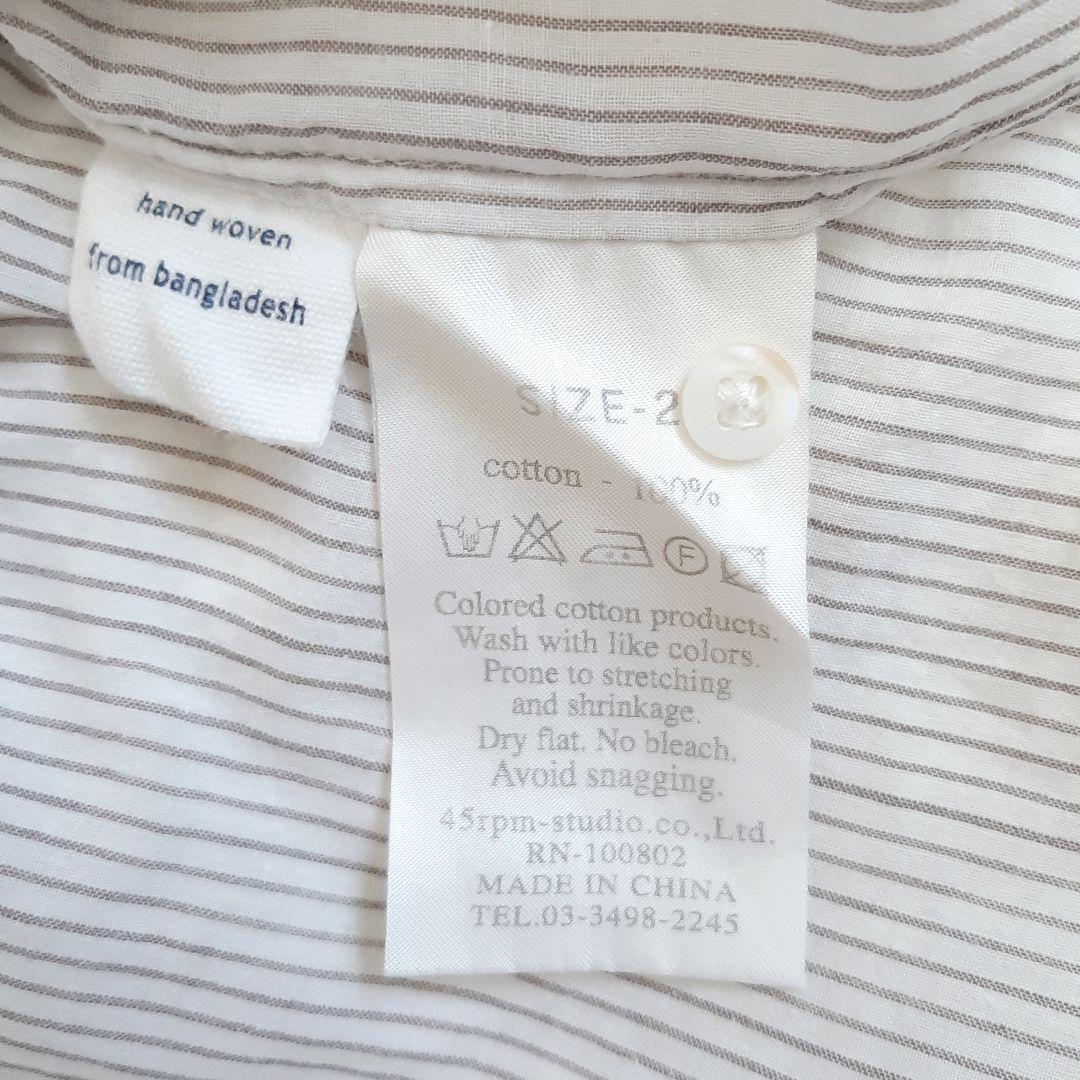 hand woven
from bangladesh
SIZE-2
cotton - 100%
F
Colored cotton products.
Wash with like colors.
Prone to stretching
and shrinkage.
Dry flat. No bleach.
Avoid snagging.
45rpm-studio.co.,Ltd.
RN-100802
MADE IN CHINA
TEL.03-3498-2245